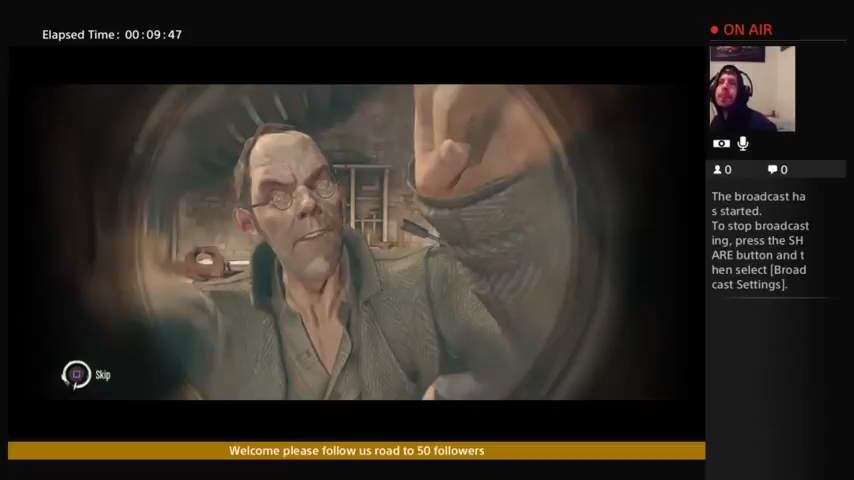 Elapsed Time: 00:09:47
ON AIR
0
0
The broadcast ha
s started.
To stop broadcast
ing, press the SH
ARE button and t
hen select [Broad
cast Settings].
Skip
Welcome please follow us road to 50 followers